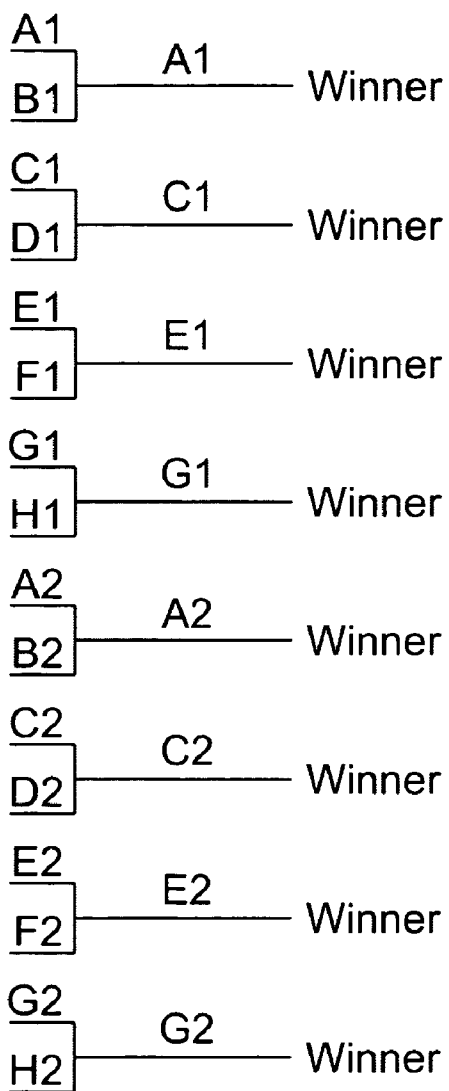 A1
A1
Winner
B1
C1
C1
Winner
D1
E1
E1
Winner
F1
G1
G1
Winner
H1
A2
A2
Winner
B2
C2
C2
Winner
D2
E2
E2
Winner
F2
G2
G2
Winner
H2